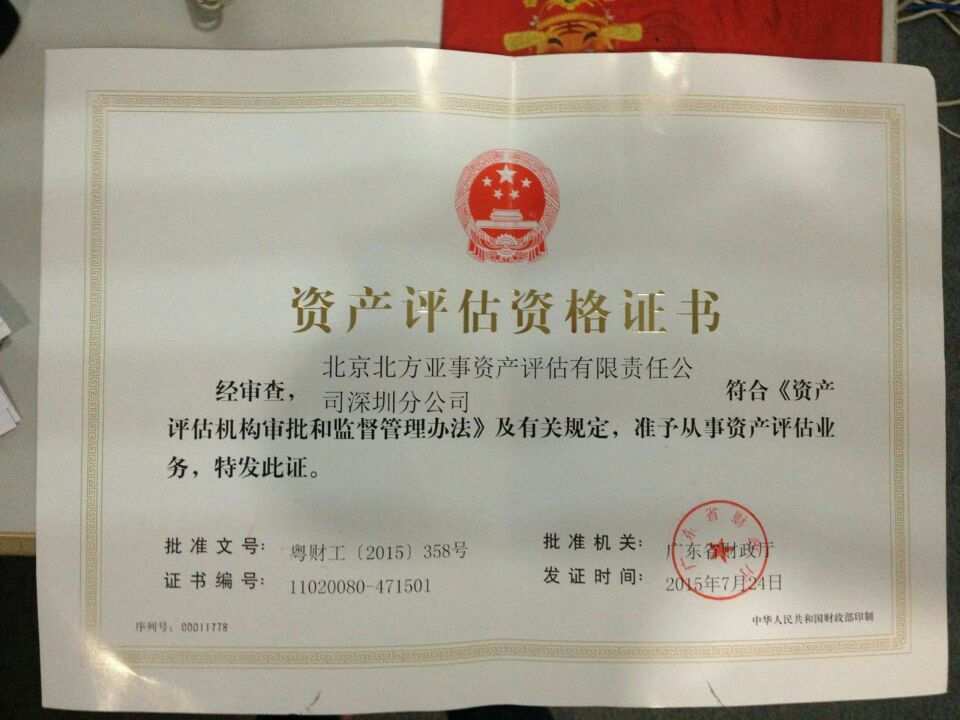 资产评估资格证书
北京北方亚事资产评估有限责任公
经审查，司深圳分公司 符合《资产
评估机构审批和监督管理办法》及有关规定，准予从事资产评估业
务，特发此证。
批准文号：粤财工〔2015〕358号
批准机关：广东省财政厅
证书编号：11020080-471501
发证时间：2015年7月24日
广东省财政厅
序列号：00011778
中华人民共和国财政部印制